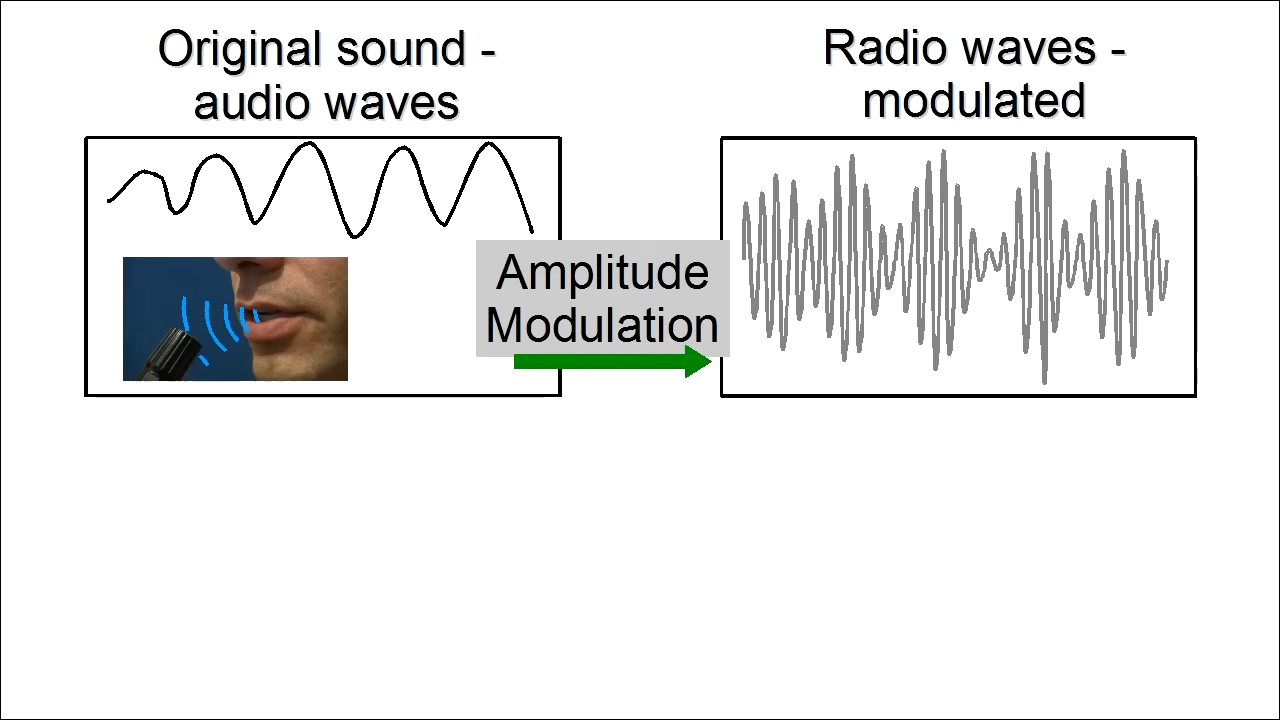 Original sound -
audio waves
Radio waves -
modulated
Amplitude
Modulation